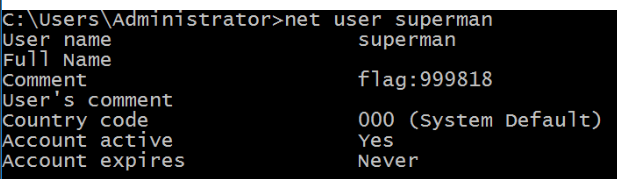 C:\Users\Administrator>net user superman
User name superman
Full Name
Comment flag:999818
User's comment
Country code 000 (System Default)
Account active Yes
Account expires Never